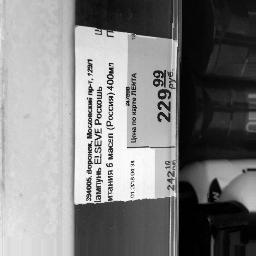 394005, Воронеж, Московский пр-т, 129/1
Шампунь ELSEVE Роскошь
питания 6 масел (Россия) 400мл
Цена по карте ЛЕНТА
229 99
руб.
242 10